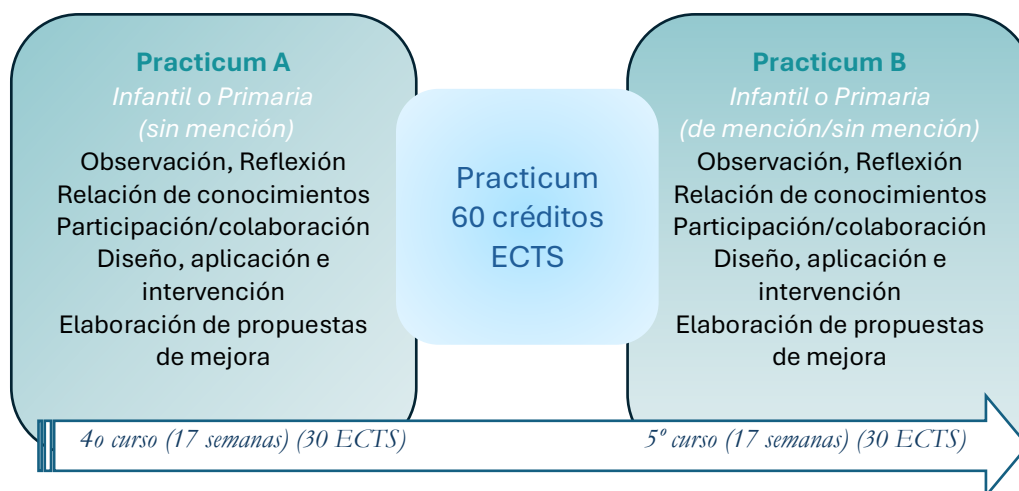 Practicum A
Infantil o Primaria
(sin mención)
Observación, Reflexión
Relación de conocimientos
Participación/colaboración
Diseño, aplicación e
intervención
Elaboración de propuestas
de mejora
Practicum
60 créditos
ECTS
Practicum B
Infantil o Primaria
(de mención/sin mención)
Observación, Reflexión
Relación de conocimientos
Participación/colaboración
Diseño, aplicación e
intervención
Elaboración de propuestas
de mejora
4o curso (17 semanas) (30 ECTS)
5º curso (17 semanas) (30 ECTS)